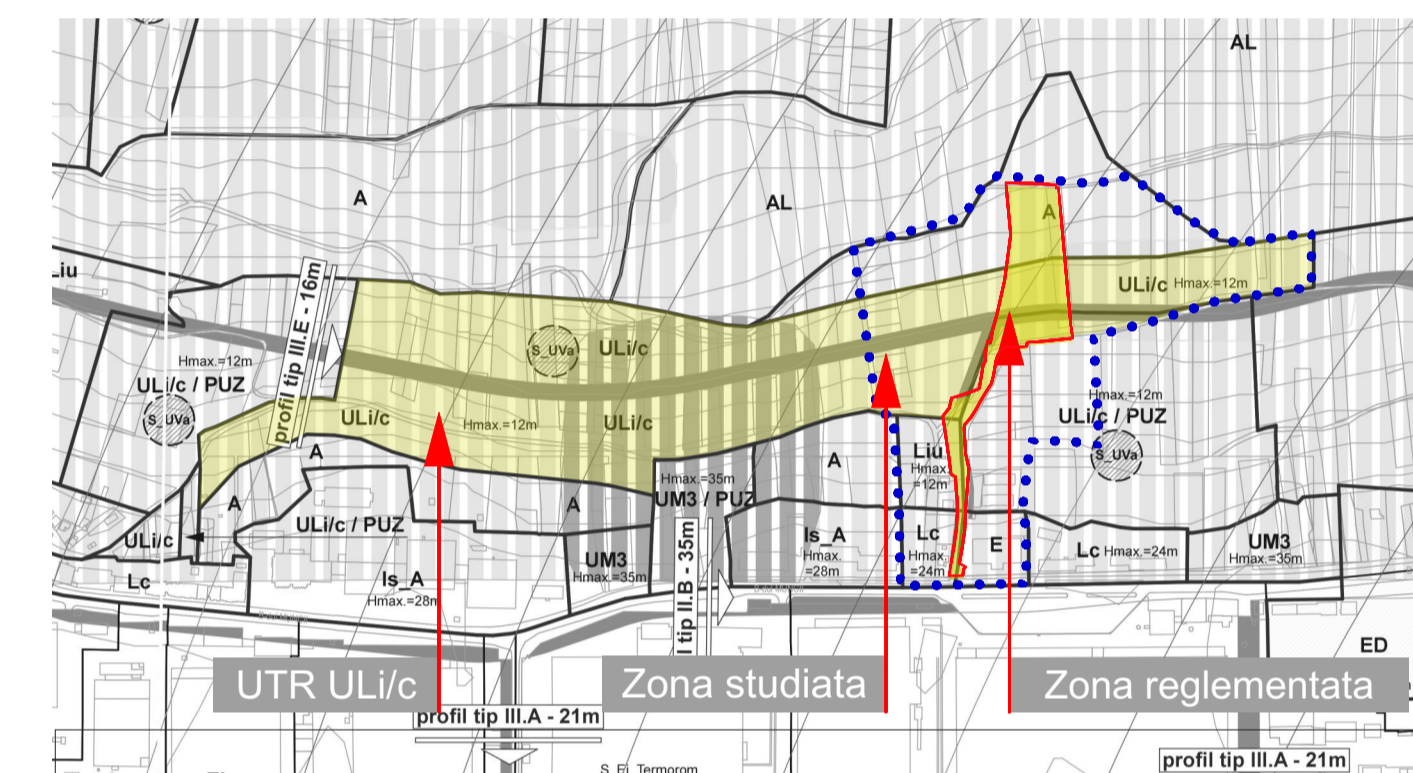 AL
A
AL
A
Liu
profil tip III.E - 16m
ULi/c Hmax.=12m
S_UVa
ULi/c
Hmax.=12m
ULi/c / PUZ
S_UVa
ULi/c
Hmax.=12m
ULi/c
Hmax.=12m
ULi/c / PUZ
S_UVa
A
Liu
Hmax.
=12m
A
Hmax.=35m
UM3 / PUZ
A
A
ULi/c / PUZ
ULi/c
Is_A
Hmax.
=28m
Lc
Hmax.
=24m
E
Lc Hmax.=24m
UM3
Hmax.=35m
UM3
Hmax.=35m
Lc
Is_A
Hmax.=28m
l tip II.B - 35m
ED
UTR ULi/c
Zona studiata
Zona reglementata
profil tip III.A - 21m
profil tip III.A - 21m
S_Ei_Termorom